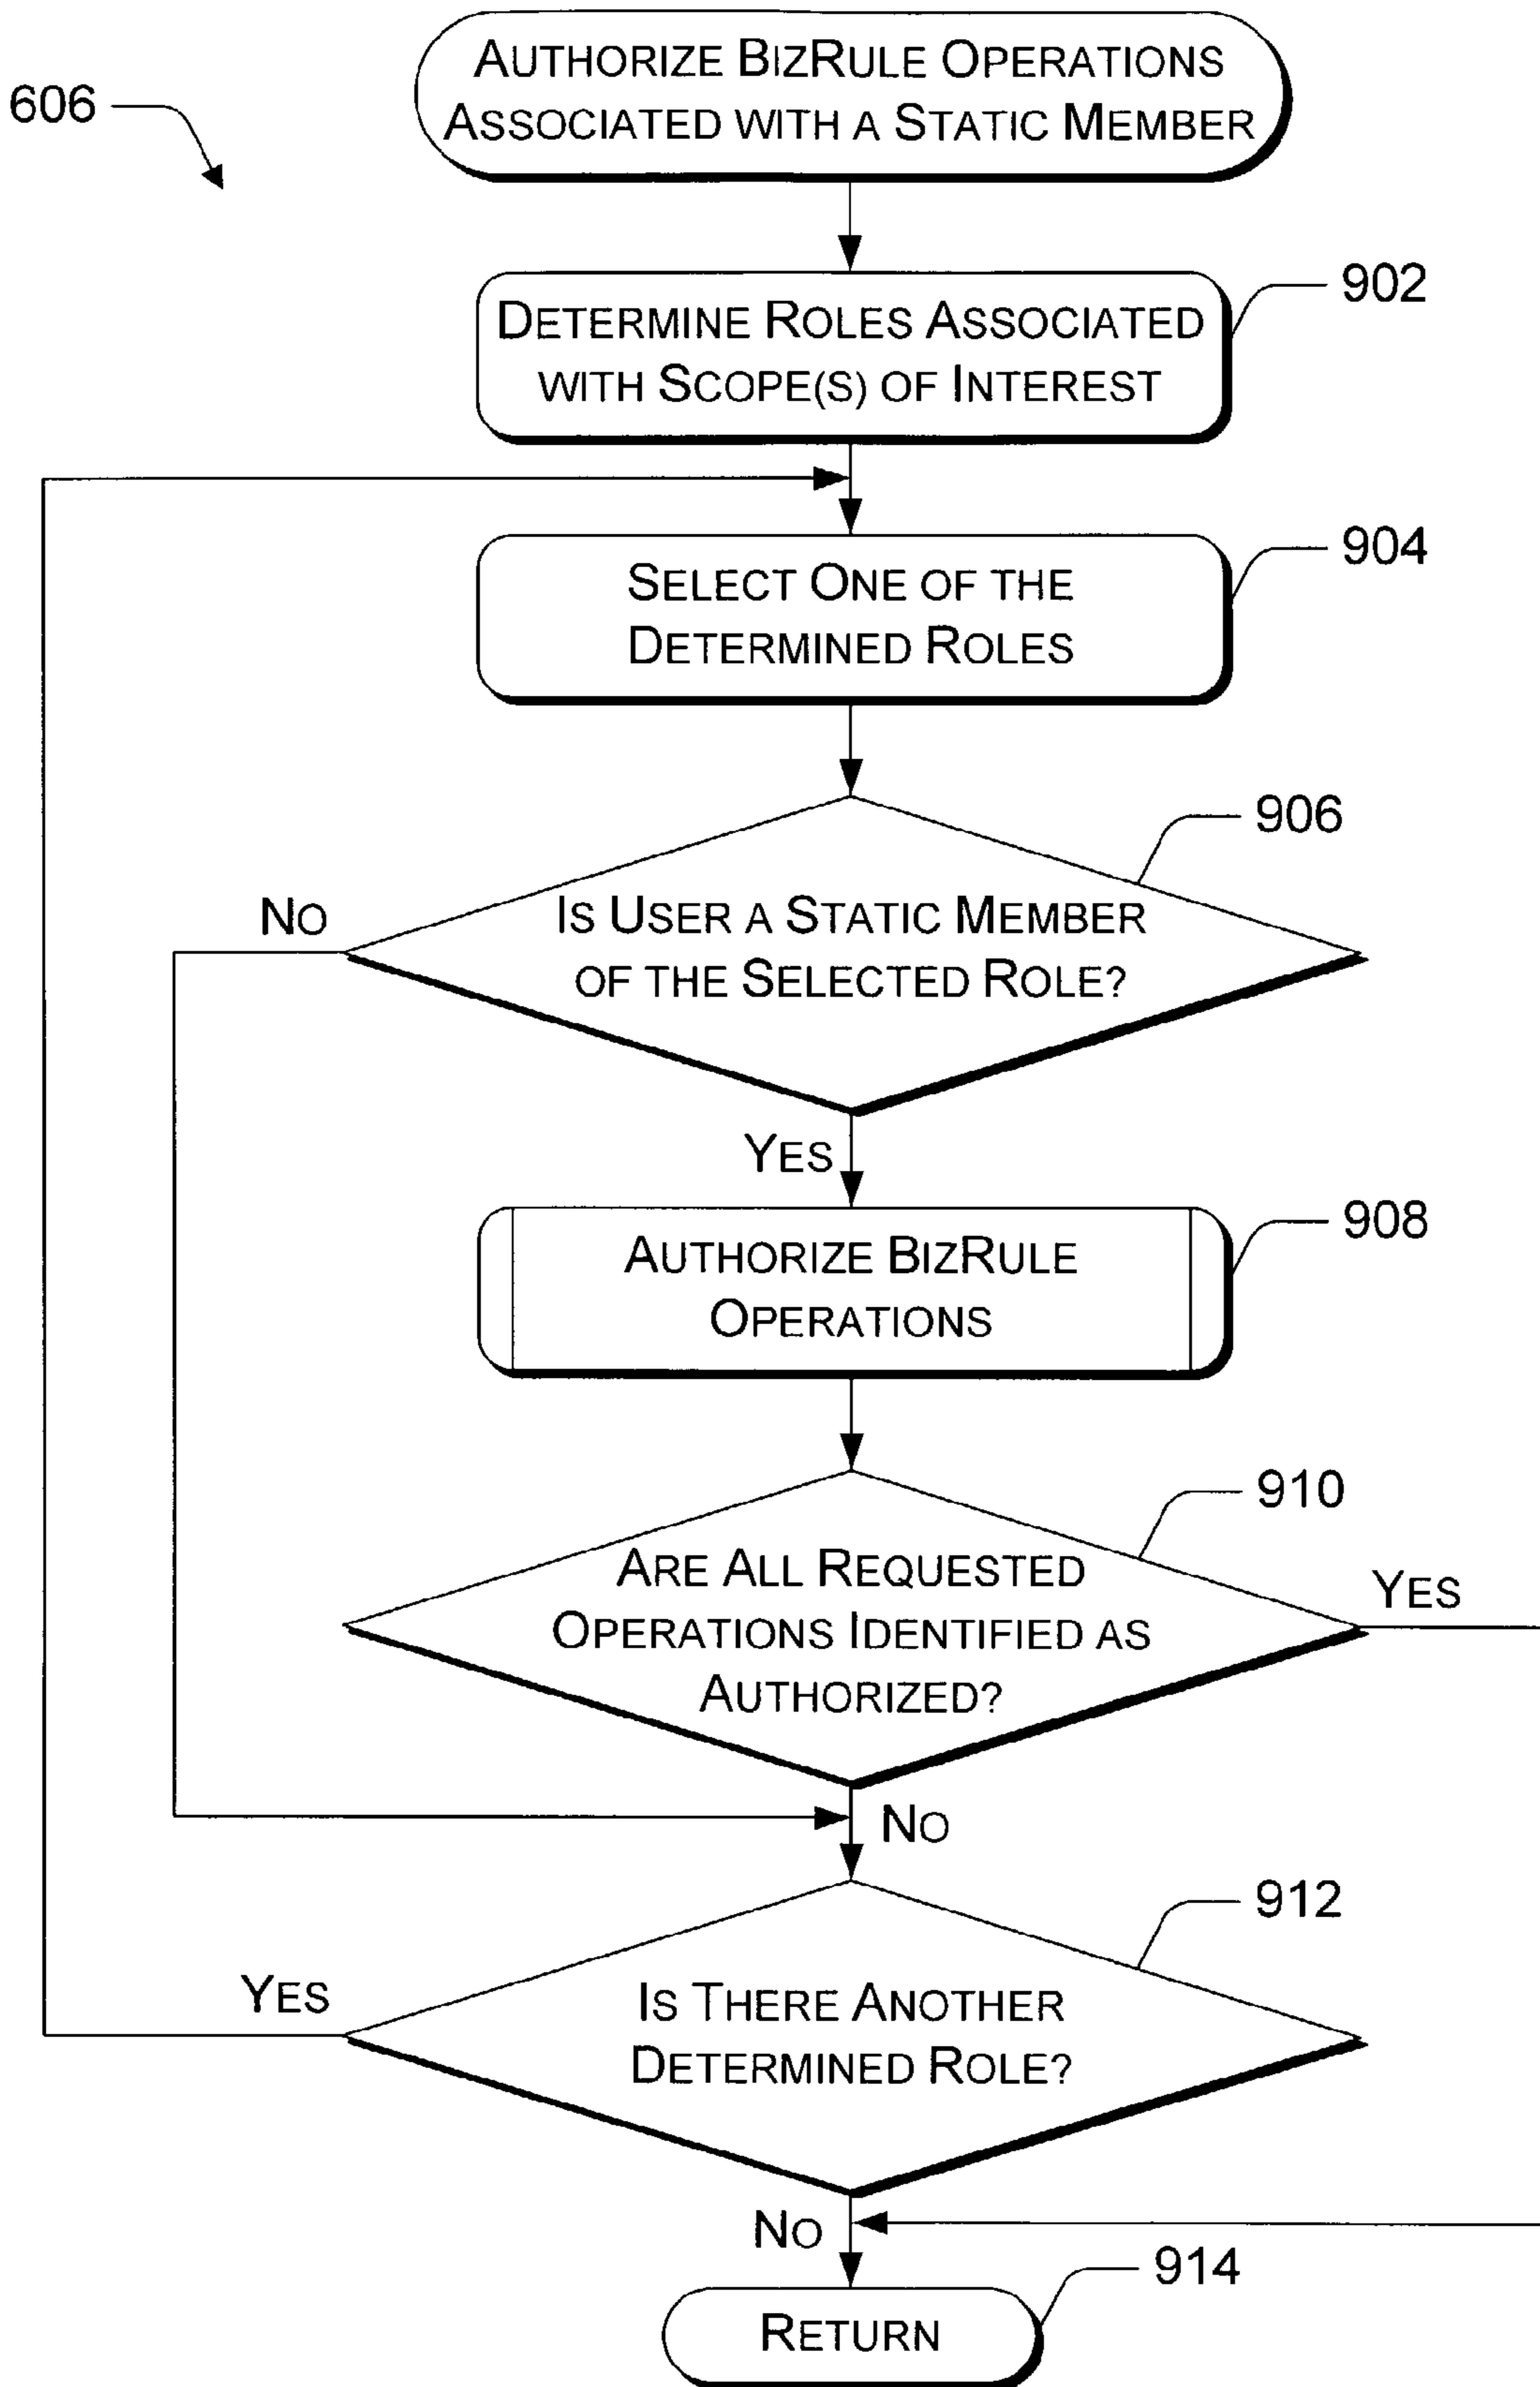 606
AUTHORIZE BIZRULE OPERATIONS
ASSOCIATED WITH A STATIC MEMBER
902
DETERMINE ROLES ASSOCIATED
WITH SCOPE(S) OF INTEREST
904
SELECT ONE OF THE
DETERMINED ROLES
906
NO
IS USER A STATIC MEMBER
OF THE SELECTED ROLE?
YES
908
AUTHORIZE BIZRULE
OPERATIONS
910
ARE ALL REQUESTED
OPERATIONS IDENTIFIED AS
AUTHORIZED?
YES
NO
912
YES
IS THERE ANOTHER
DETERMINED ROLE?
NO
914
RETURN